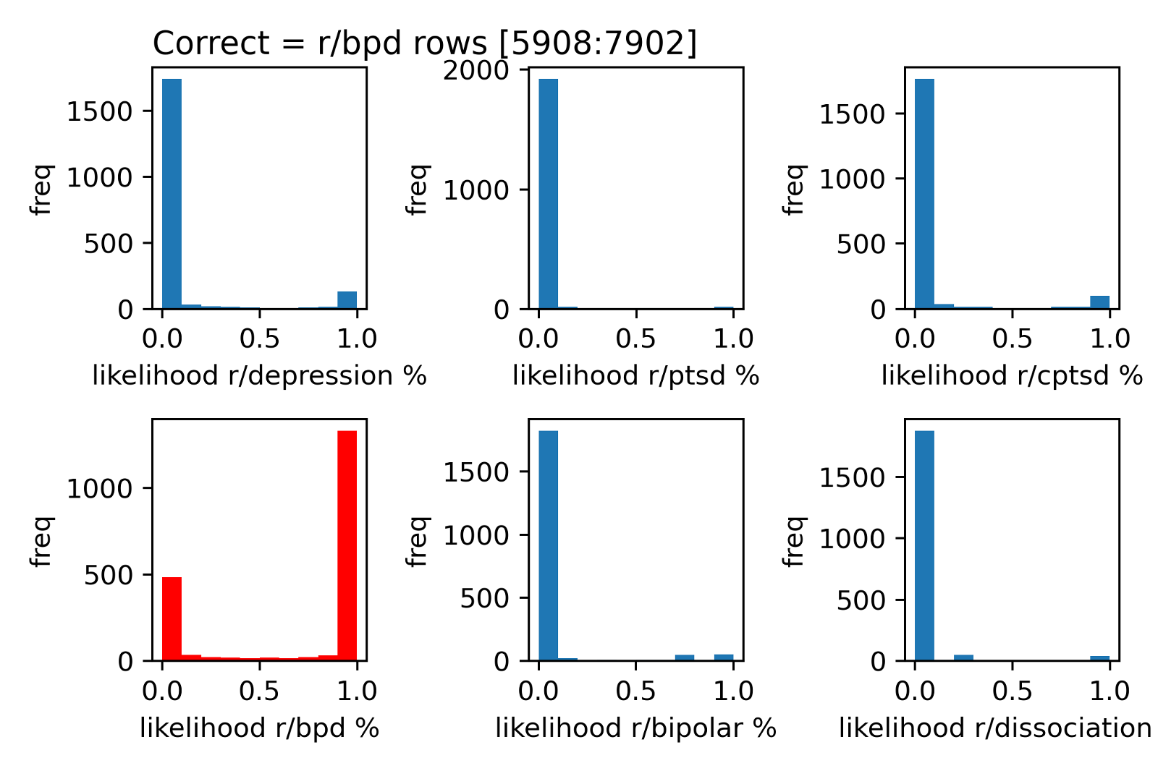 Correct = r/bpd rows [5908:7902]
freq
1500
1000
500
0
0.0 0.5 1.0
likelihood r/depression %
freq
2000
1000
0
0.0 0.5 1.0
likelihood r/ptsd %
freq
1500
1000
500
0
0.0 0.5 1.0
likelihood r/cptsd %
freq
1000
500
0
0.0 0.5 1.0
likelihood r/bpd %
freq
1500
1000
500
0
0.0 0.5 1.0
likelihood r/bipolar %
freq
1500
1000
500
0
0.0 0.5 1.0
likelihood r/dissociation